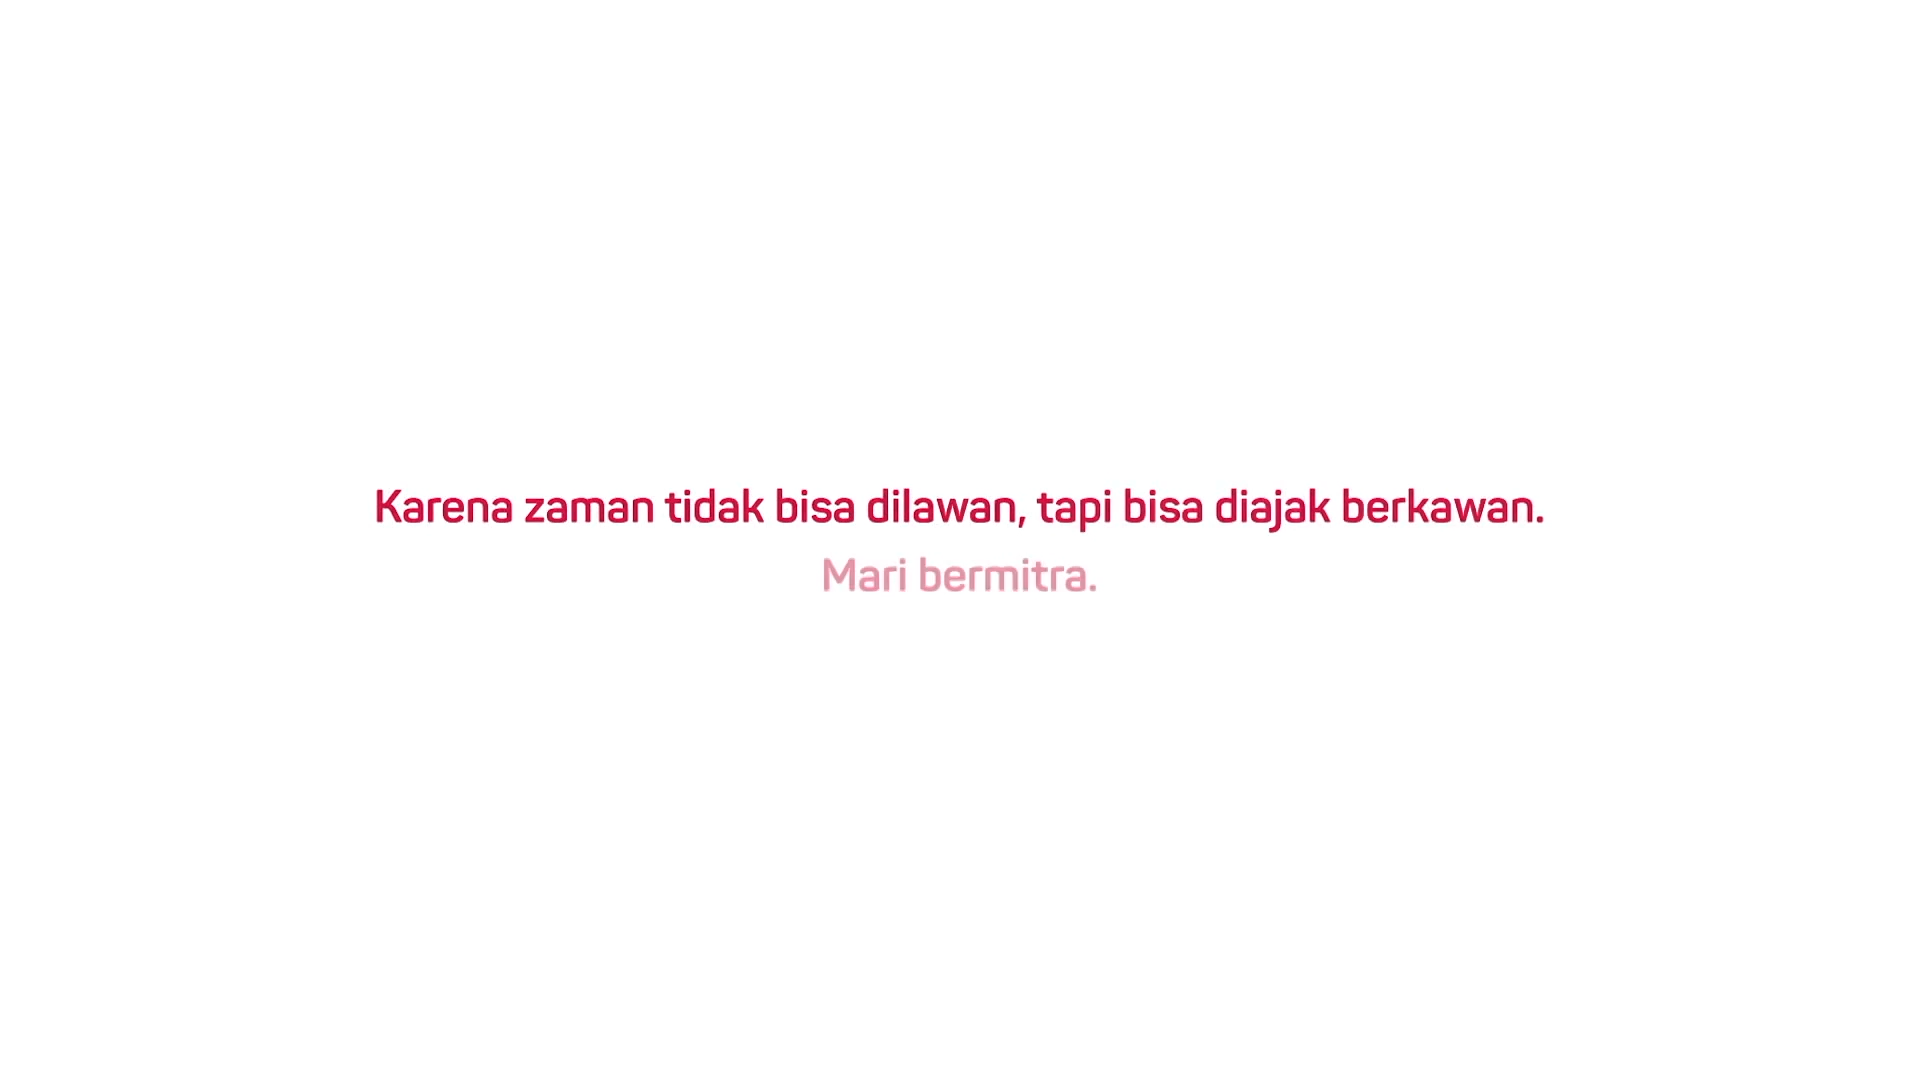 Karena zaman tidak bisa dilawan, tapi bisa diajak berkawan.
Mari bermitra.